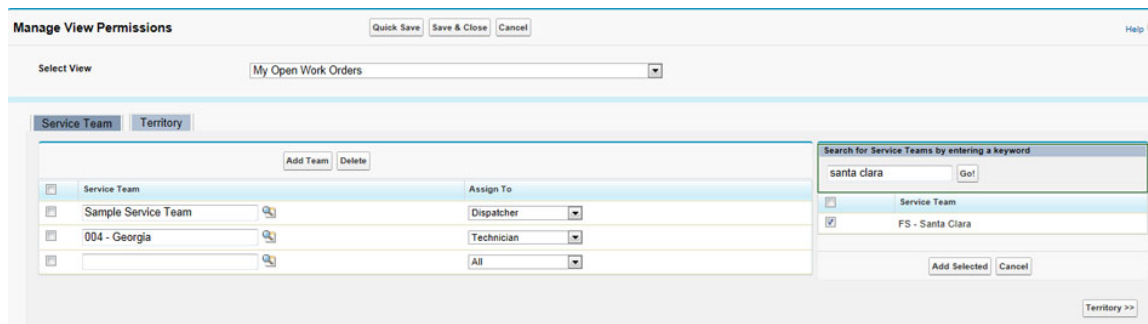 Manage View Permissions Quick Save Save & Close Cancel Help
Select View My Open Work Orders
Service Team Territory
Add Team Delete
Service Team Assign To
Sample Service Team Dispatcher
004 - Georgia Technician
All
Search for Service Teams by entering a keyword
santa clara Go!
Service Team
FS - Santa Clara
Add Selected Cancel
Territory >>